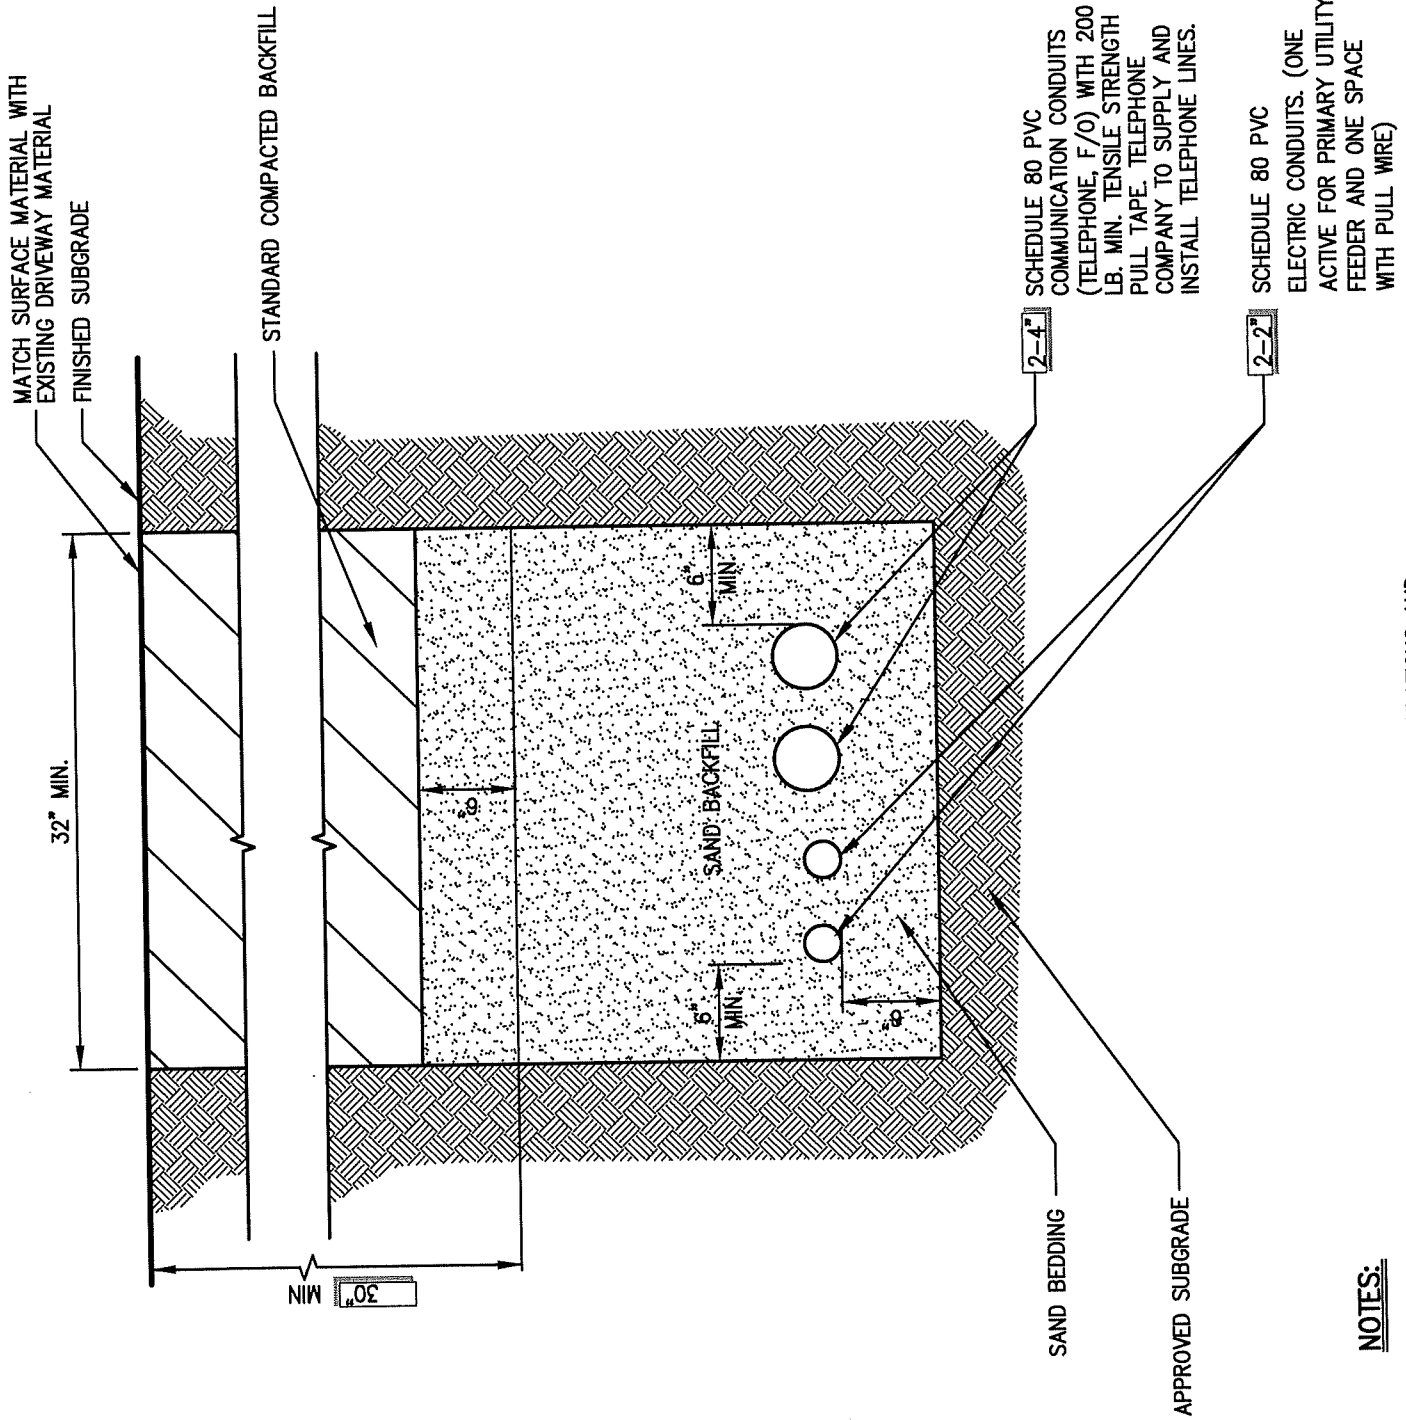 MATCH SURFACE MATERIAL WITH
EXISTING DRIVEWAY MATERIAL
FINISHED SUBGRADE
STANDARD COMPACTED BACKFILL
32" MIN.
6"
6"
MIN.
SAND BACKFILL
6"
MIN.
6"
30"
MIN
2-4" SCHEDULE 80 PVC
COMMUNICATION CONDUITS
(TELEPHONE, F/O) WITH 200
LB. MIN. TENSILE STRENGTH
PULL TAPE. TELEPHONE
COMPANY TO SUPPLY AND
INSTALL TELEPHONE LINES.
2-2" SCHEDULE 80 PVC
ELECTRIC CONDUITS. (ONE
ACTIVE FOR PRIMARY UTILITY
FEEDER AND ONE SPACE
WITH PULL WIRE)
SAND BEDDING
APPROVED SUBGRADE
NOTES: